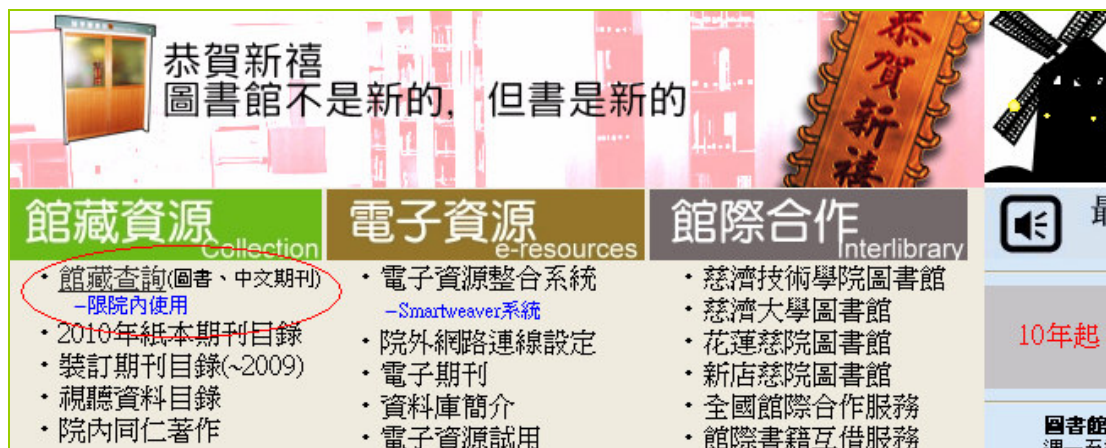 恭賀新禧
圖書館不是新的，但書是新的
恭賀新禧
館藏資源
Collection
・館藏查詢(圖書、中文期刊)
－限院內使用
・2010年紙本期刊目錄
・裝訂期刊目錄(~2009)
・視聽資料目錄
・院內同仁著作
電子資源
e-resources
・電子資源整合系統
－Smartweaver系統
・院外網路連線設定
・電子期刊
・資料庫簡介
・電子資源試用
館際合作
Interlibrary
・慈濟技術學院圖書館
・慈濟大學圖書館
・花蓮慈院圖書館
・新店慈院圖書館
・全國館際合作服務
・館際書籍互借服務
最
10年起
圖書館